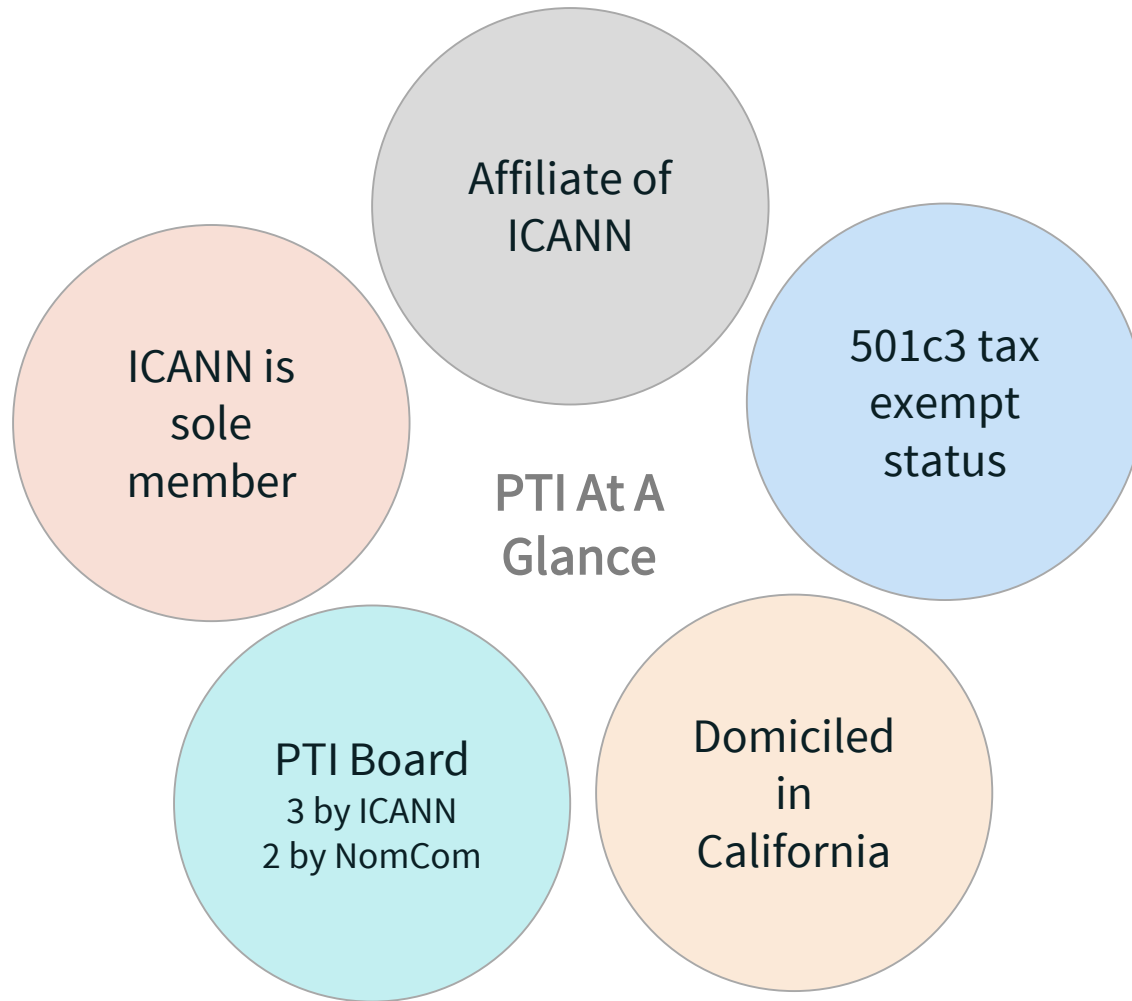 Affiliate of
ICANN
501c3 tax
exempt
status
ICANN is
sole
member
PTI At A
Glance
Domiciled
in
California
PTI Board
3 by ICANN
2 by NomCom